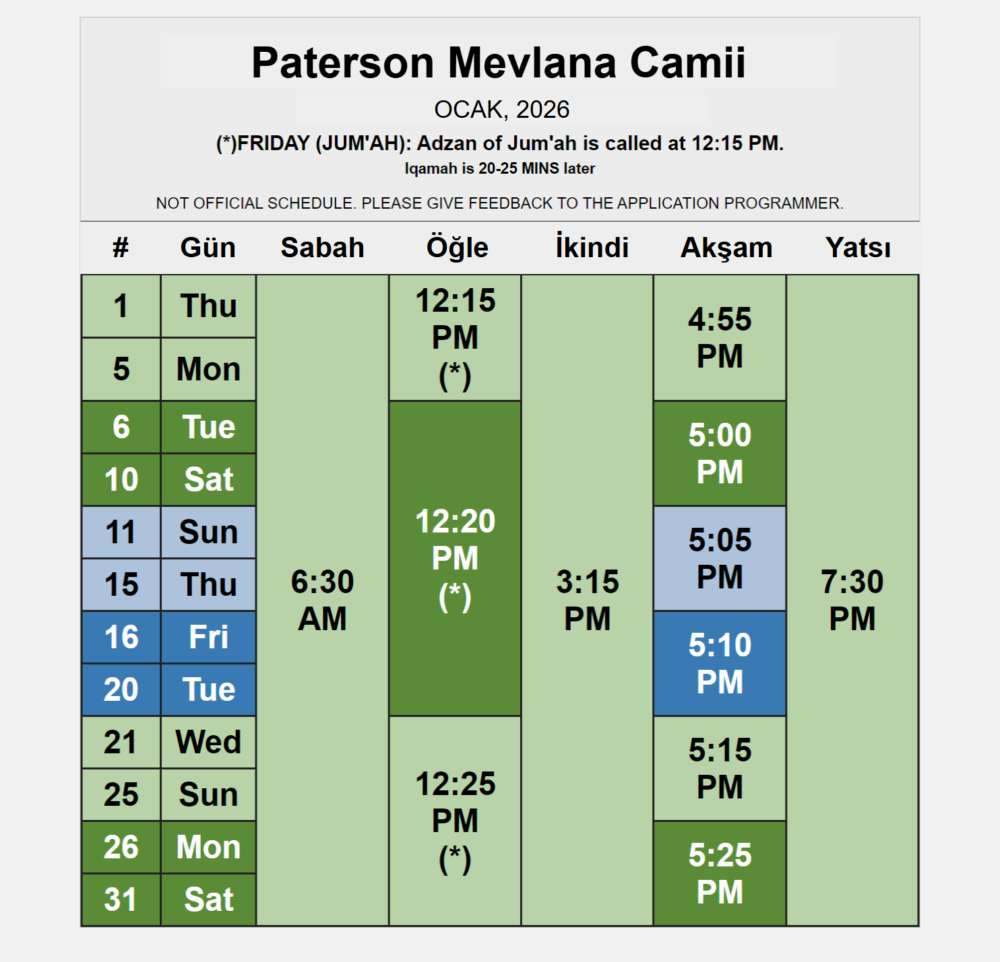 Paterson Mevlana Camii
OCAK, 2026
(*)FRIDAY (JUM'AH): Adzan of Jum'ah is called at 12:15 PM.
Iqamah is 20-25 MINS later
NOT OFFICIAL SCHEDULE. PLEASE GIVE FEEDBACK TO THE APPLICATION PROGRAMMER.
# Gün Sabah Öğle İkindi Akşam Yatsı
1 Thu
5 Mon
6 Tue
10 Sat
11 Sun
15 Thu
16 Fri
20 Tue
21 Wed
25 Sun
26 Mon
31 Sat
6:30
AM
12:15
PM
(*)
12:20
PM
(*)
12:25
PM
(*)
3:15
PM
4:55
PM
5:00
PM
5:05
PM
5:10
PM
5:15
PM
5:25
PM
7:30
PM